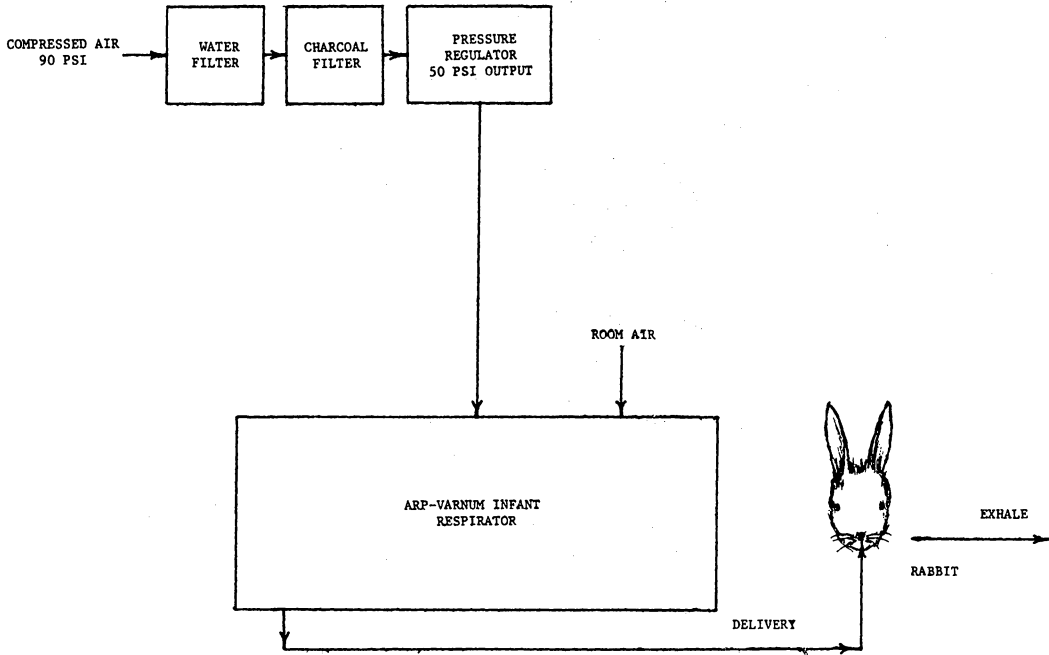 COMPRESSED AIR
90 PSI
WATER
FILTER
CHARCOAL
FILTER
PRESSURE
REGULATOR
50 PSI OUTPUT
ROOM AIR
ARP-VARNUM INFANT
RESPIRATOR
EXHALE
RABBIT
DELIVERY